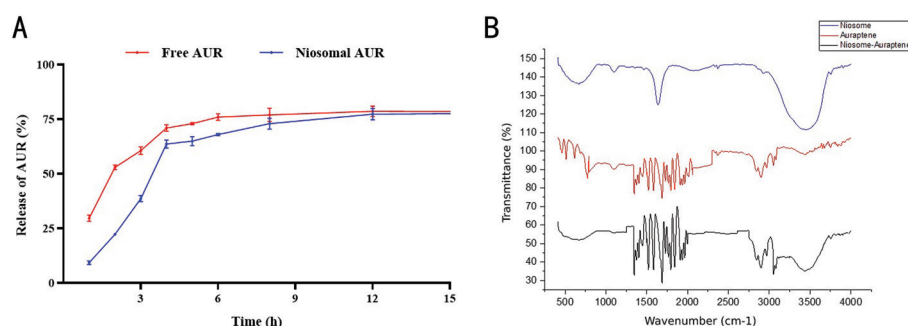 A
Free AUR
Niosomal AUR
100
75
50
25
0
Release of AUR (%)
3
6
9
12
15
Time (h)
B
Niosome
Auraptene
Niosome-Auraptene
150
140
130
120
110
100
90
80
70
60
50
40
30
Transmittance (%)
500
1000
1500
2000
2500
3000
3500
4000
Wavenumber (cm-1)